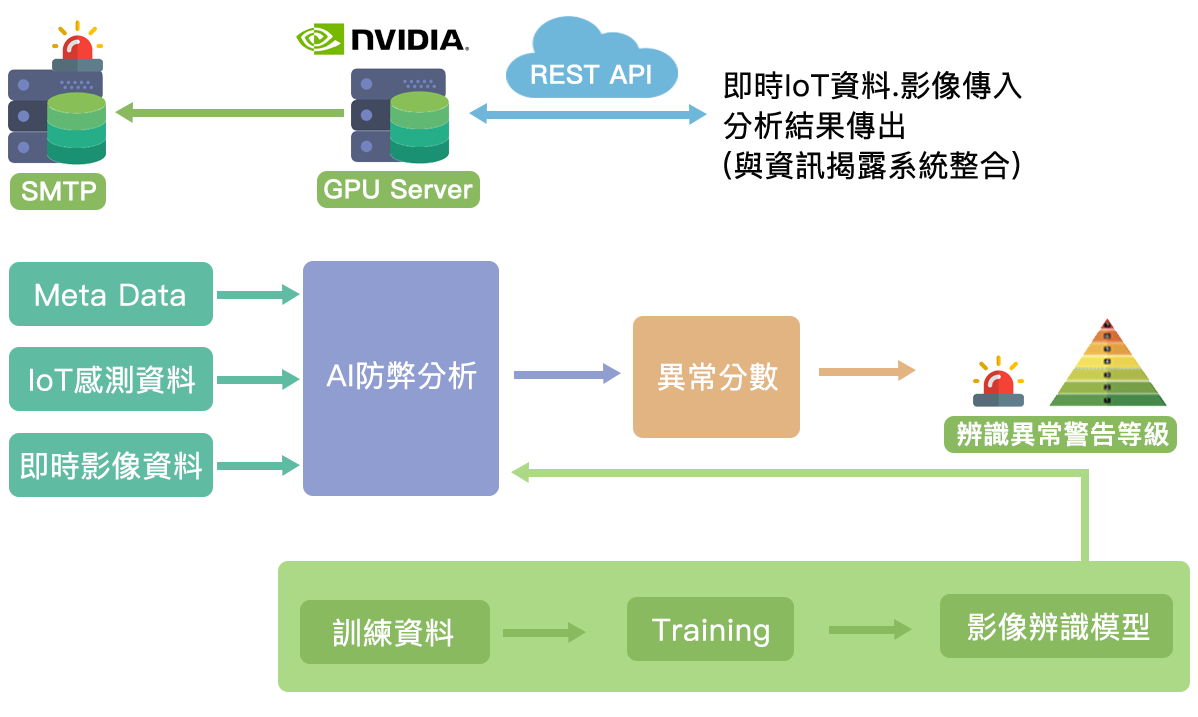 NVIDIA.
REST API
即時IoT資料.影像傳入
分析結果傳出
(與資訊揭露系統整合)
SMTP
GPU Server
Meta Data
IoT感測資料
即時影像資料
AI防弊分析
異常分數
辨識異常警告等級
訓練資料
Training
影像辨識模型